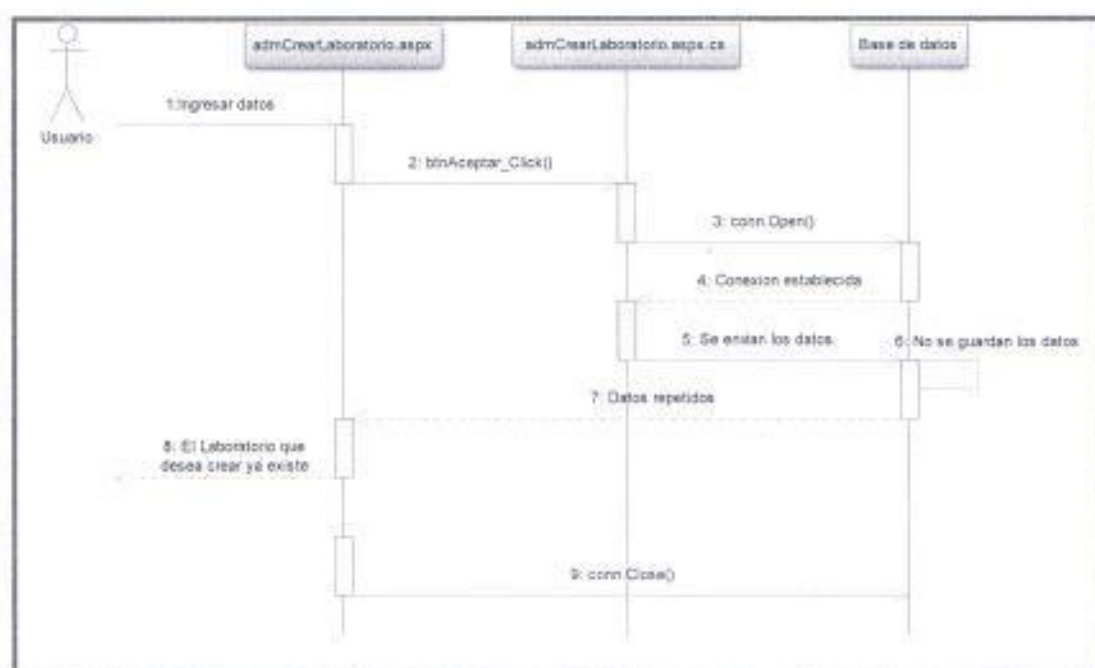 admCrearLaboratorio.aspx
admCrearLaboratorio.aspx.cs
Base de datos
Usuario
1:Ingresar datos
2: btnAceptar_Click()
3: conn.Open()
4: Conexion establecida
5: Se envian los datos
6: No se guardan los datos
7: Datos repetidos
8: El Laboratorio que
desea crear ya existe
9: conn.Close()